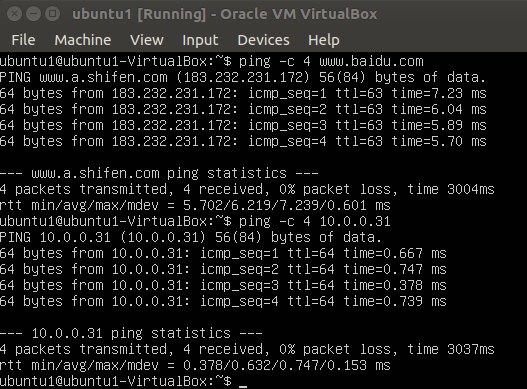 ubuntu1 [Running] - Oracle VM VirtualBox
File Machine View Input Devices Help
ubuntu1@ubuntu1-VirtualBox:~$ ping -c 4 www.baidu.com
PING www.a.shifen.com (183.232.231.172) 56(84) bytes of data.
64 bytes from 183.232.231.172: icmp_seq=1 ttl=63 time=7.23 ms
64 bytes from 183.232.231.172: icmp_seq=2 ttl=63 time=6.04 ms
64 bytes from 183.232.231.172: icmp_seq=3 ttl=63 time=5.89 ms
64 bytes from 183.232.231.172: icmp_seq=4 ttl=63 time=5.70 ms
--- www.a.shifen.com ping statistics ---
4 packets transmitted, 4 received, 0% packet loss, time 3004ms
rtt min/avg/max/mdev = 5.702/6.219/7.239/0.601 ms
ubuntu1@ubuntu1-VirtualBox:~$ ping -c 4 10.0.0.31
PING 10.0.0.31 (10.0.0.31) 56(84) bytes of data.
64 bytes from 10.0.0.31: icmp_seq=1 ttl=64 time=0.667 ms
64 bytes from 10.0.0.31: icmp_seq=2 ttl=64 time=0.747 ms
64 bytes from 10.0.0.31: icmp_seq=3 ttl=64 time=0.378 ms
64 bytes from 10.0.0.31: icmp_seq=4 ttl=64 time=0.739 ms
--- 10.0.0.31 ping statistics ---
4 packets transmitted, 4 received, 0% packet loss, time 3037ms
rtt min/avg/max/mdev = 0.378/0.632/0.747/0.153 ms
ubuntu1@ubuntu1-VirtualBox:~$ _